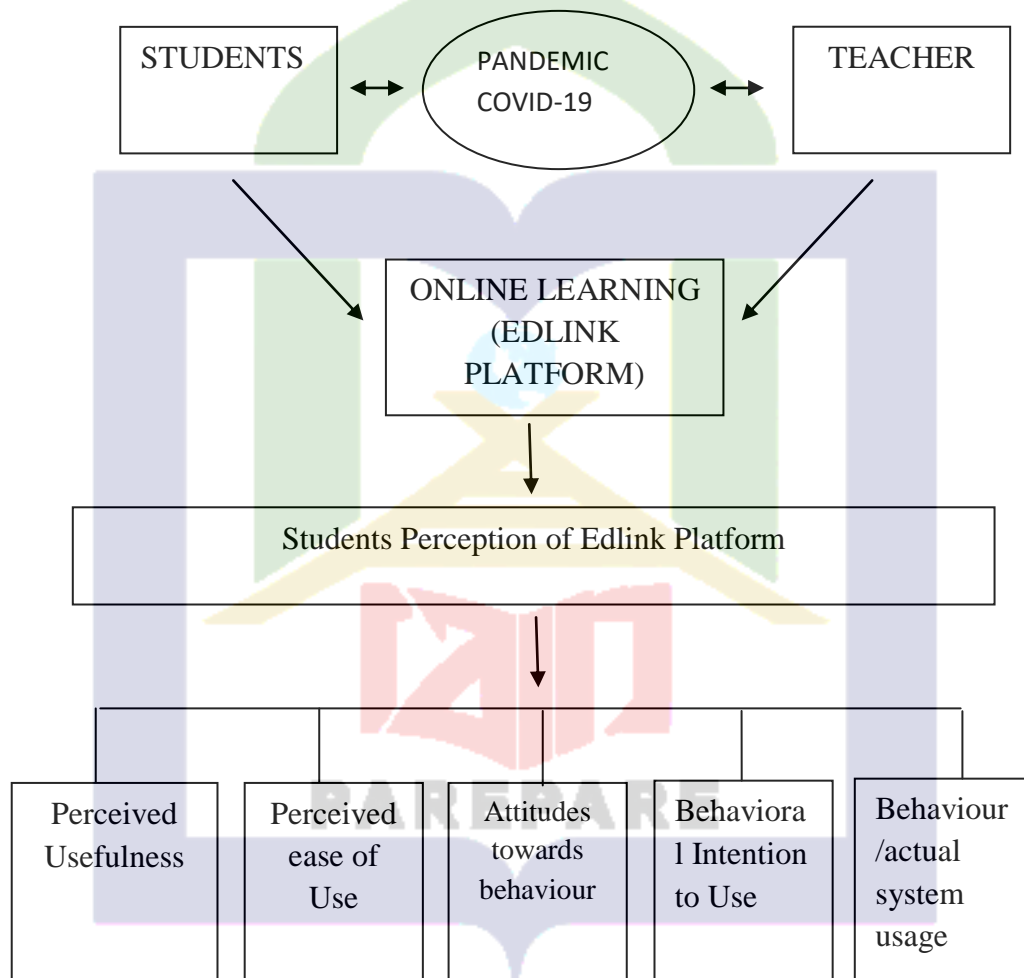 STUDENTS
PANDEMIC
COVID-19
TEACHER
ONLINE LEARNING
(EDLINK
PLATFORM)
Students Perception of Edlink Platform
Perceived
Usefulness
Perceived
ease of
Use
Attitudes
towards
behaviour
Behaviora
l Intention
to Use
Behaviour
/actual
system
usage
PAREPARE